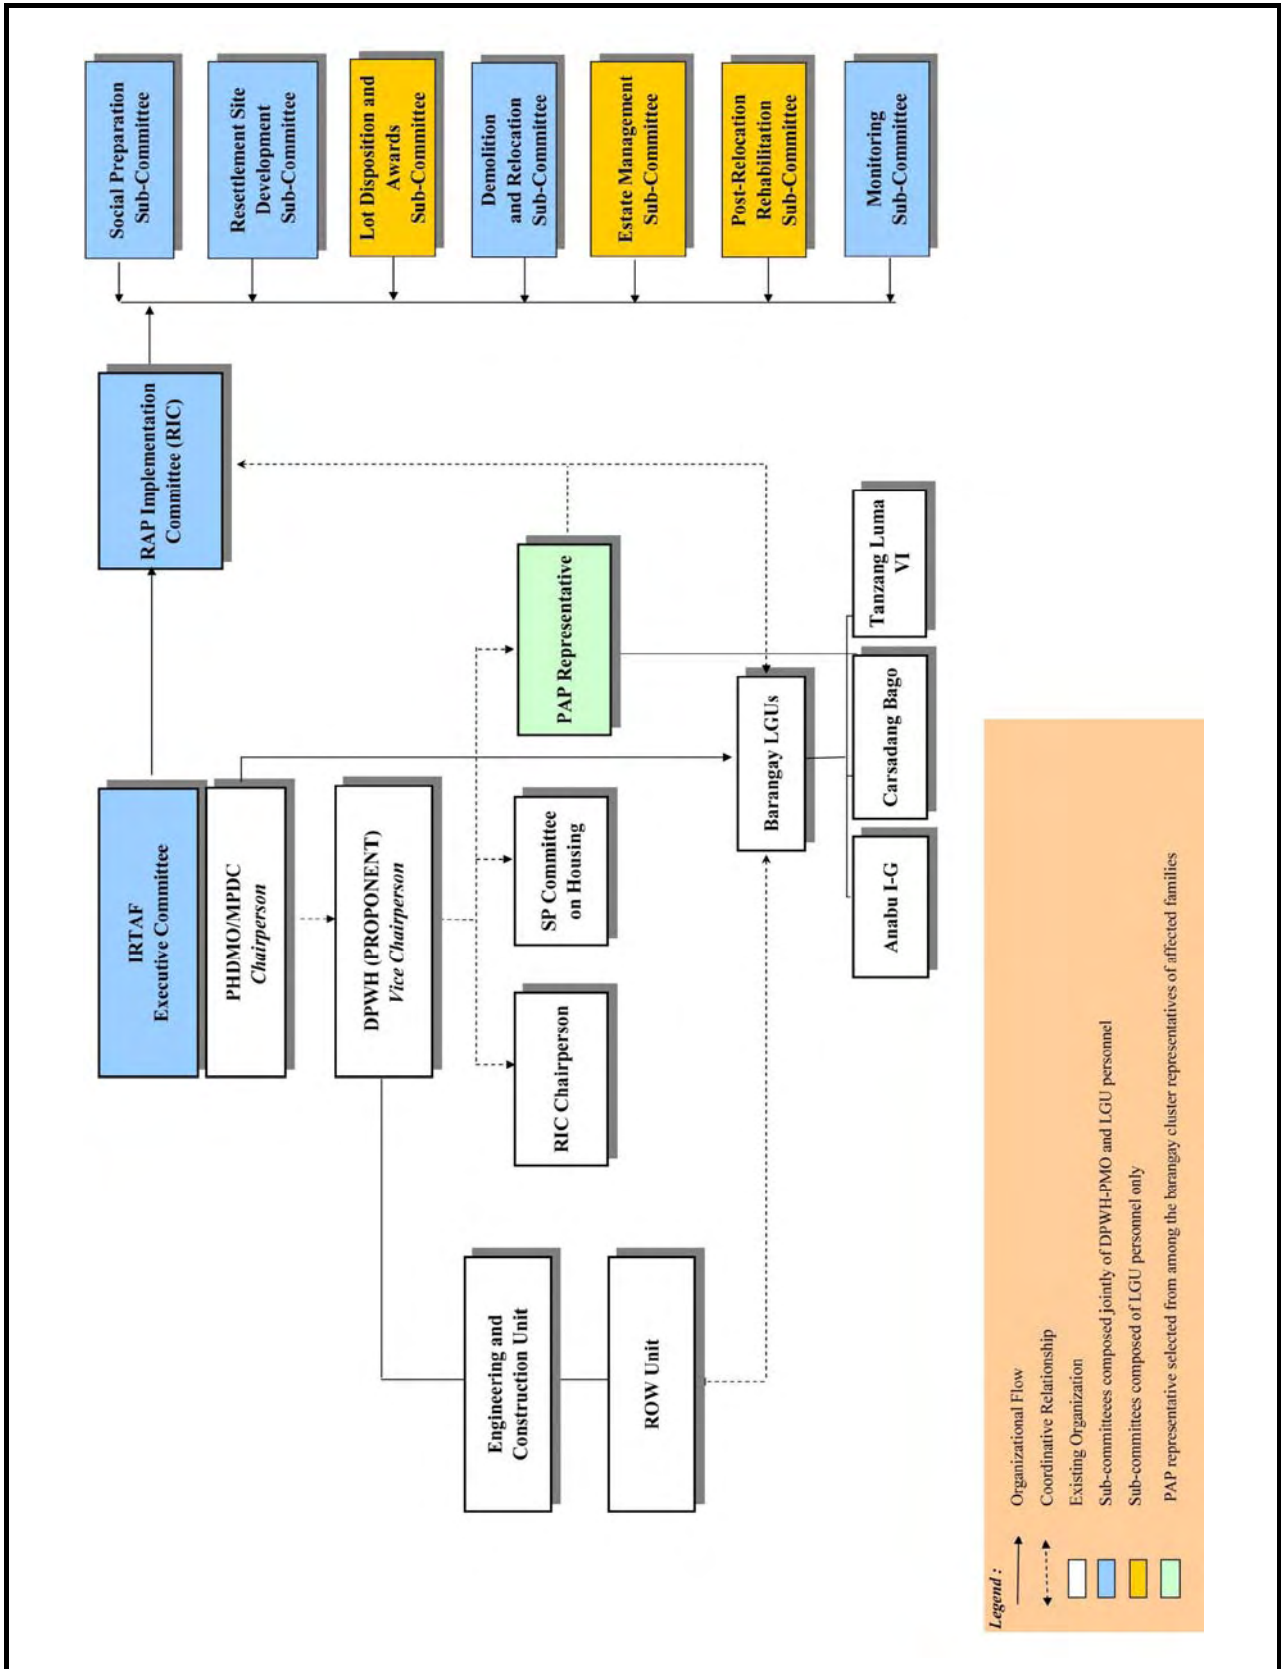 IRTAF
Executive Committee
PHDMO/MPDC
Chairperson
DPWH (PROPONENT)
Vice Chairperson
RAP Implementation
Committee (RIC)
Social Preparation
Sub-Committee
Resettlement Site
Development
Sub-Committee
Lot Disposition and
Awards
Sub-Committee
Demolition
and Relocation
Sub-Committee
Estate Management
Sub-Committee
Post-Relocation
Rehabilitation
Sub-Committee
Monitoring
Sub-Committee
Engineering and
Construction Unit
ROW Unit
RIC Chairperson
SP Committee
on Housing
PAP Representative
Barangay LGUs
Anabu I-G
Carsadang Bago
Tanzang Luma
VI
Legend :
Organizational Flow
Coordinative Relationship
Existing Organization
Sub-committeees composed jointly of DPWH-PMO and LGU personnel
Sub-committees composed of LGU personnel only
PAP representative selected from among the barangay cluster representatives of affected families